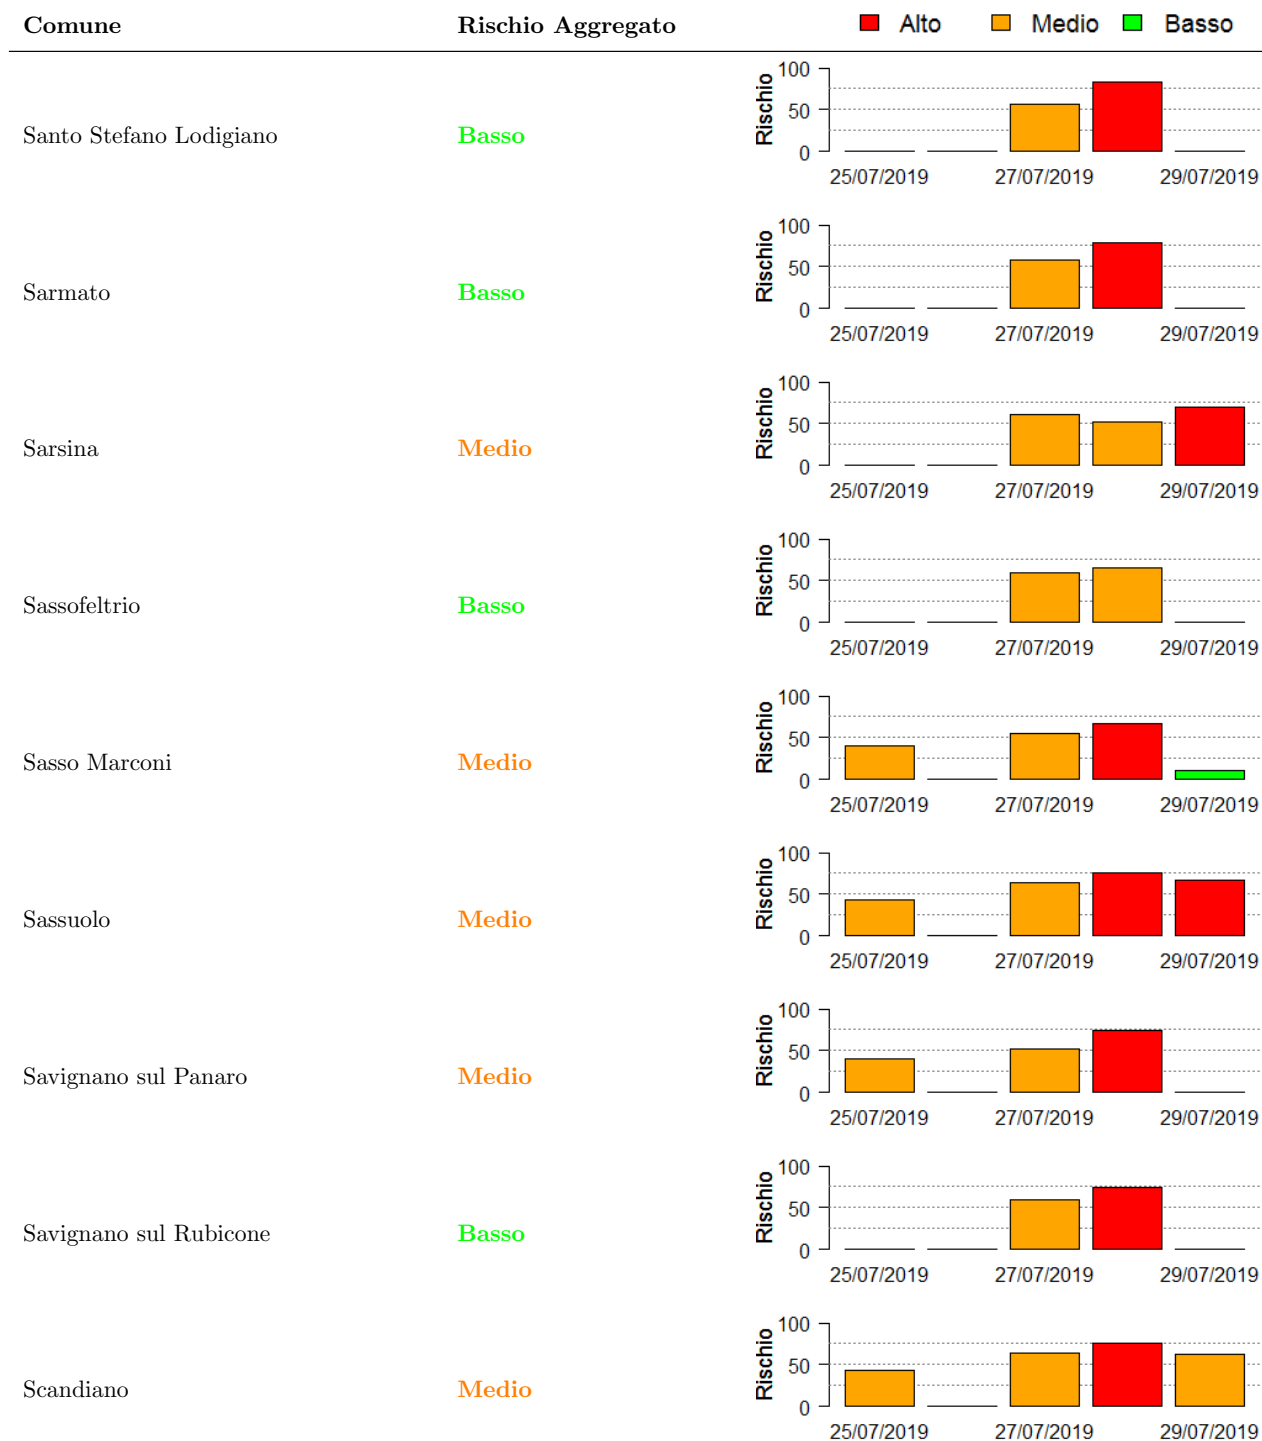 Comune Rischio Aggregato Alto Medio Basso
100
50
0
Rischio
Santo Stefano Lodigiano Basso
25/07/2019 27/07/2019 29/07/2019
100
50
0
Rischio
Sarmato Basso
25/07/2019 27/07/2019 29/07/2019
100
50
0
Rischio
Sarsina Medio
25/07/2019 27/07/2019 29/07/2019
100
50
0
Rischio
Sassofeltrio Basso
25/07/2019 27/07/2019 29/07/2019
100
50
0
Rischio
Sasso Marconi Medio
25/07/2019 27/07/2019 29/07/2019
100
50
0
Rischio
Sassuolo Medio
25/07/2019 27/07/2019 29/07/2019
100
50
0
Rischio
Savignano sul Panaro Medio
25/07/2019 27/07/2019 29/07/2019
100
50
0
Rischio
Savignano sul Rubicone Basso
25/07/2019 27/07/2019 29/07/2019
100
50
0
Rischio
Scandiano Medio
25/07/2019 27/07/2019 29/07/2019